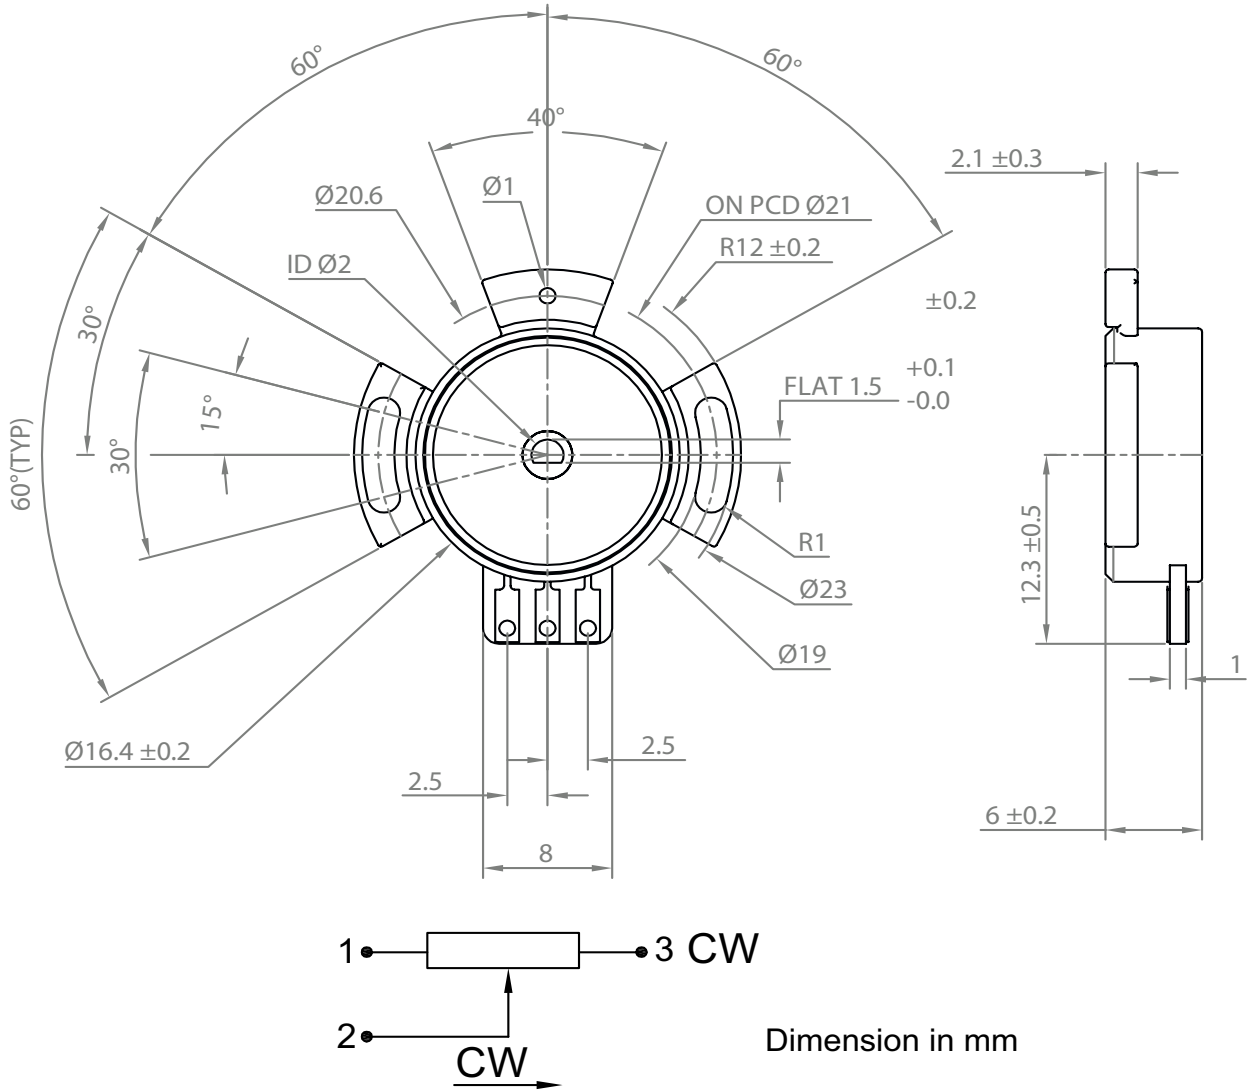 60°
60°
40°
2.1 ±0.3
Ø20.6
Ø1
ON PCD Ø21
R12 ±0.2
ID Ø2
±0.2
30°
+0.1
FLAT 1.5
-0.0
15°
30°
60°(TYP)
R1
12.3 ±0.5
Ø23
Ø19
1
Ø16.4 ±0.2
2.5
2.5
6 ±0.2
8
1
3 CW
2
CW
Dimension in mm